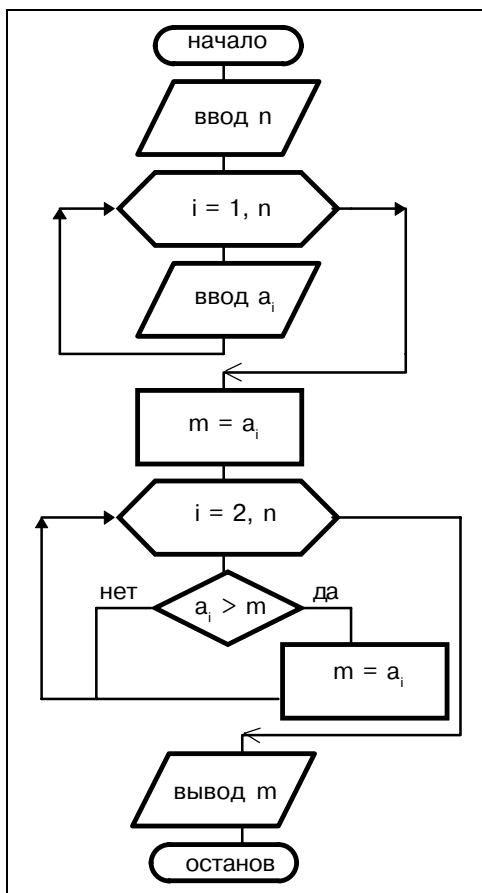 начало
ввод n
i = 1, n
ввод aᵢ
m = aᵢ
i = 2, n
нет
aᵢ > m
да
m = aᵢ
вывод m
останов